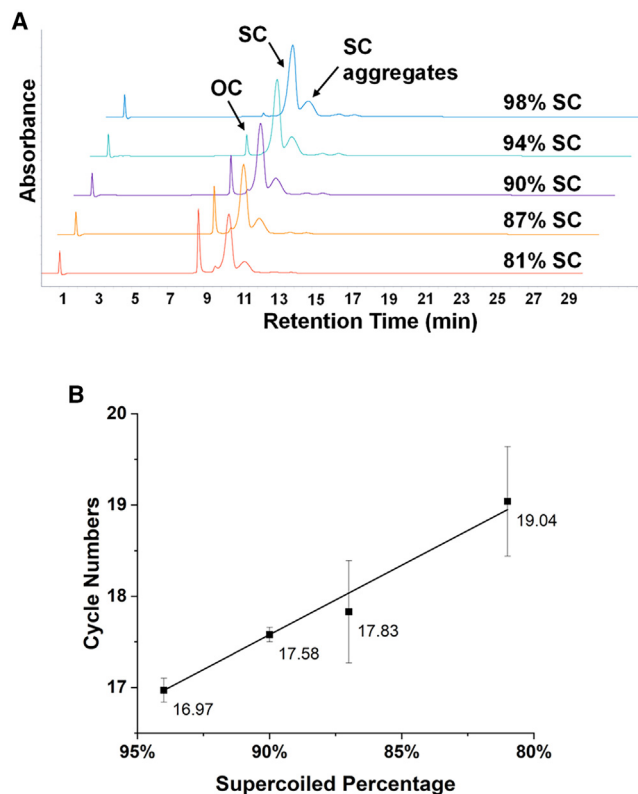 A
SC
SC
aggregates
OC
98% SC
94% SC
90% SC
87% SC
81% SC
Absorbance
1 3 5 7 9 11 13 15 17 19 21 23 25 27 29
Retention Time (min)
B
20
19
18
17
Cycle Numbers
16.97
17.58
17.83
19.04
95% 90% 85% 80%
Supercoiled Percentage